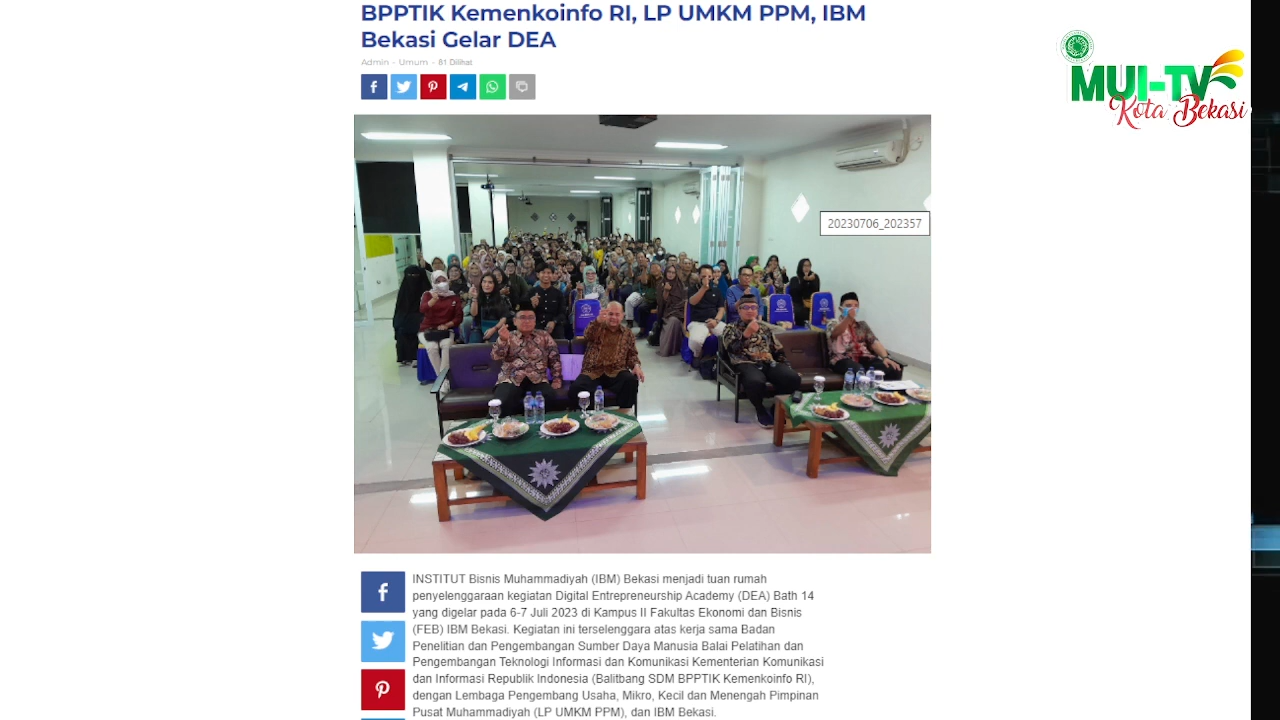 BPPTIK Kemenkoinfo RI, LP UMKM PPM, IBM
Bekasi Gelar DEA
Admin - Umum - 81 Dilihat
MUI-TV
Kota Bekasi
20230706_202357
INSTITUT Bisnis Muhammadiyah (IBM) Bekasi menjadi tuan rumah
penyelenggaraan kegiatan Digital Entrepreneurship Academy (DEA) Bath 14
yang digelar pada 6-7 Juli 2023 di Kampus II Fakultas Ekonomi dan Bisnis
(FEB) IBM Bekasi. Kegiatan ini terselenggara atas kerja sama Badan
Penelitian dan Pengembangan Sumber Daya Manusia Balai Pelatihan dan
Pengembangan Teknologi Informasi dan Komunikasi Kementerian Komunikasi
dan Informasi Republik Indonesia (Balitbang SDM BPPTIK Kemenkoinfo RI),
dengan Lembaga Pengembang Usaha, Mikro, Kecil dan Menengah Pimpinan
Pusat Muhammadiyah (LP UMKM PPM), dan IBM Bekasi.